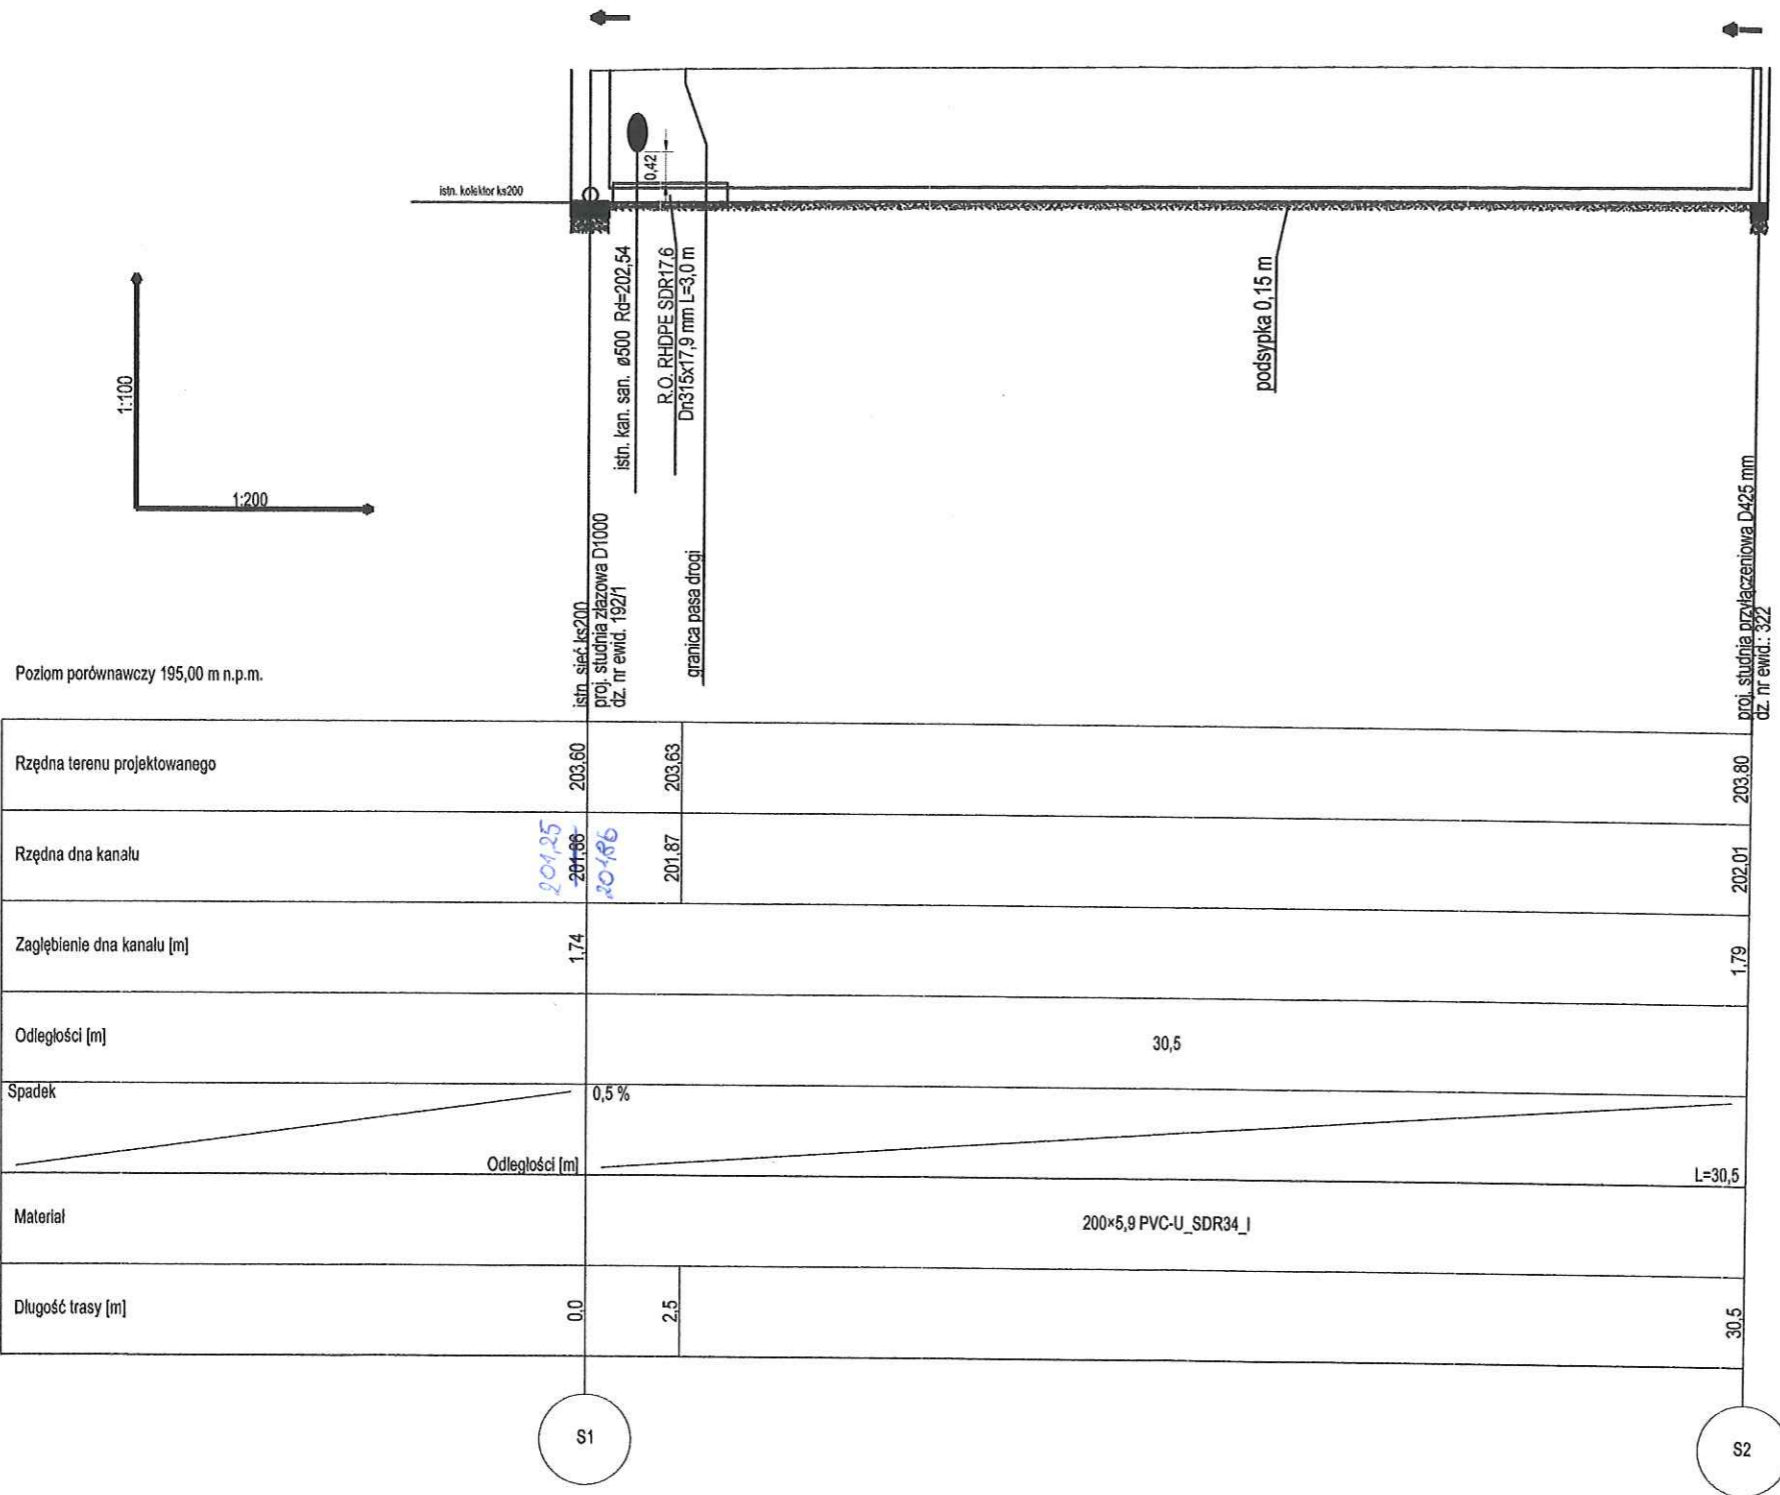 istn. kolektor ks200
0,42
istn. kan. san. ø500 Rd=202,54
R.O. RHDPE SDR17,6
Dn315x17,9 mm L=3,0 m
podsypka 0,15 m
1:100
1:200
granica pasa drogi
istn. sieć ks200
proj. studnia złazowa D1000
dz. nr ewid. 192/1
proj. studnia przyłączeniowa D425 mm
dz. nr ewid.: 322
Poziom porównawczy 195,00 m n.p.m.
Rzędna terenu projektowanego
203,60
203,63
203,80
Rzędna dna kanału
201,25
201,86
201,86
201,87
202,01
Zagłębienie dna kanału [m]
1,74
1,79
Odległości [m]
30,5
Spadek
0,5 %
Odległości [m]
L=30,5
Materiał
200×5,9 PVC-U_SDR34_I
Długość trasy [m]
0,0
2,5
30,5
S1
S2